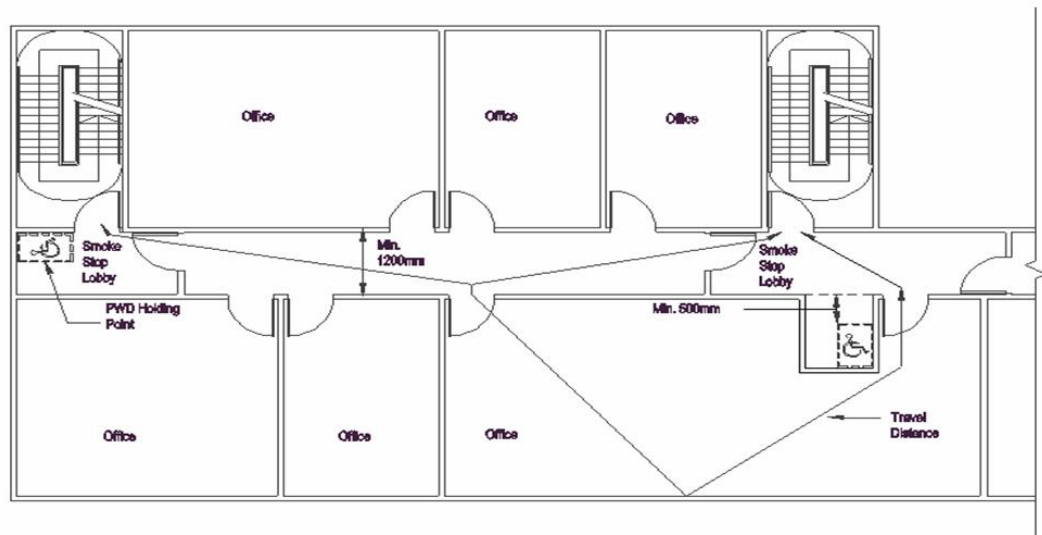 Office
Office
Office
Smoke
Stop
Lobby
Min.
1200mm
Smoke
Stop
Lobby
PWD Holding
Point
Min. 500mm
Travel
Distance
Office
Office
Office